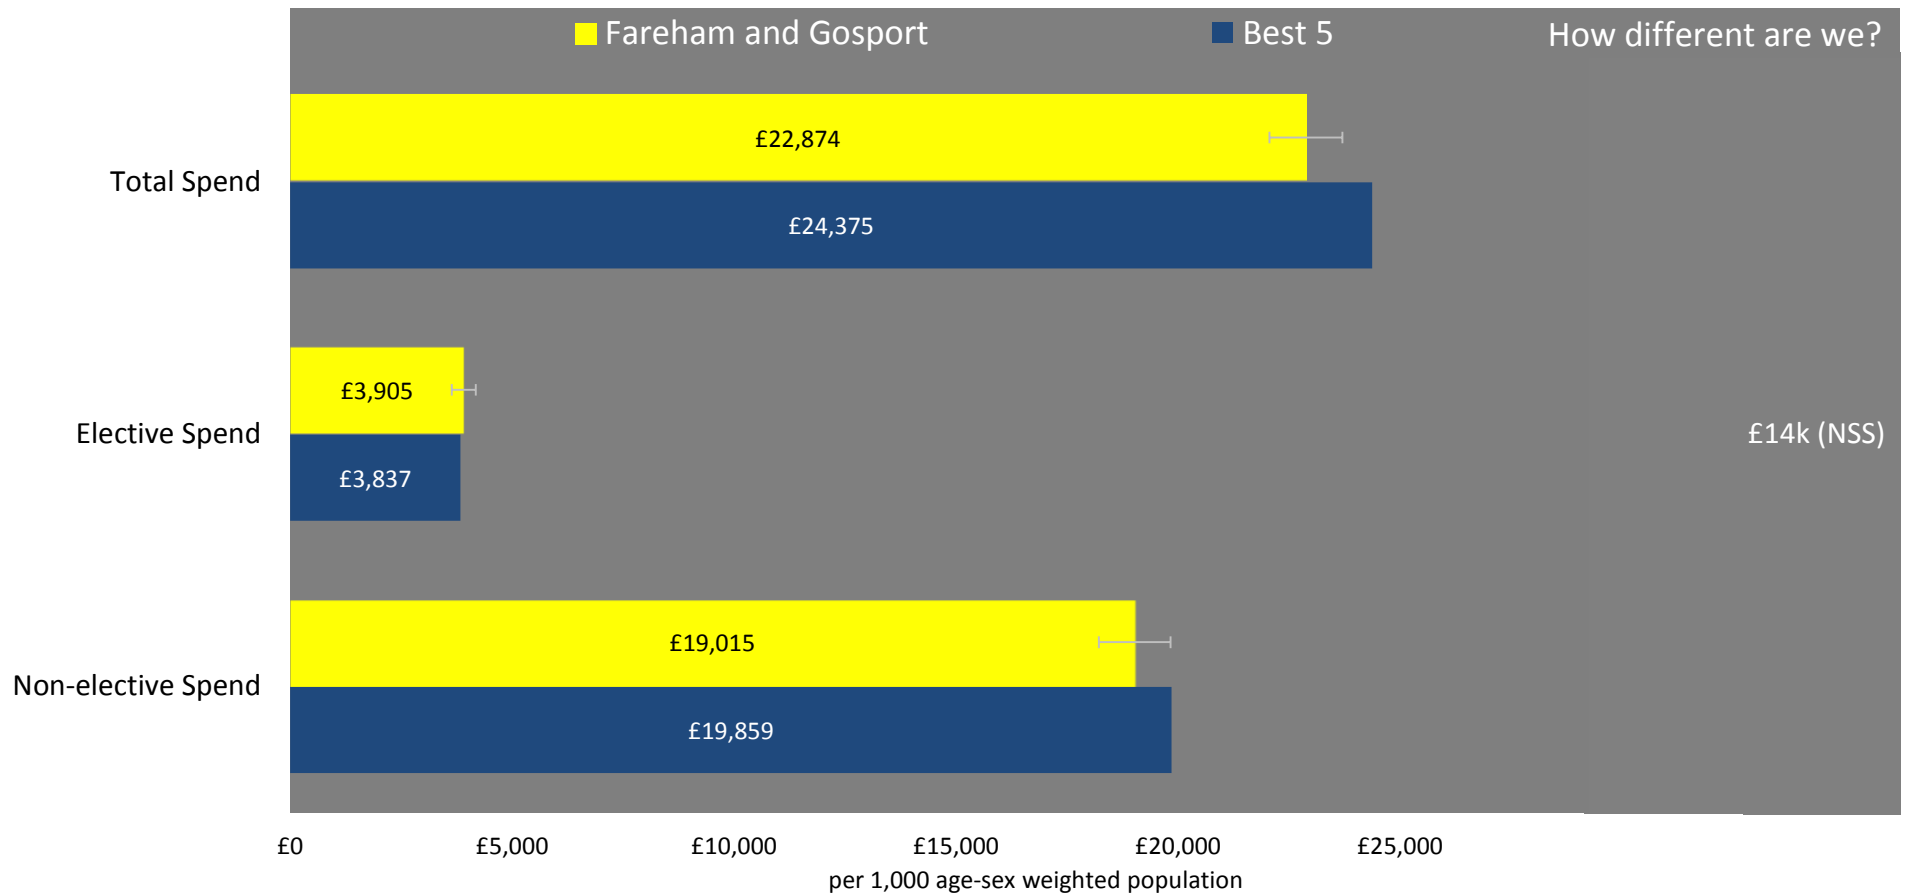 Fareham and Gosport Best 5 How different are we?
Total Spend
£22,874
£24,375
Elective Spend
£3,905
£3,837
£14k (NSS)
Non-elective Spend
£19,015
£19,859
£0 £5,000 £10,000 £15,000 £20,000 £25,000
per 1,000 age-sex weighted population